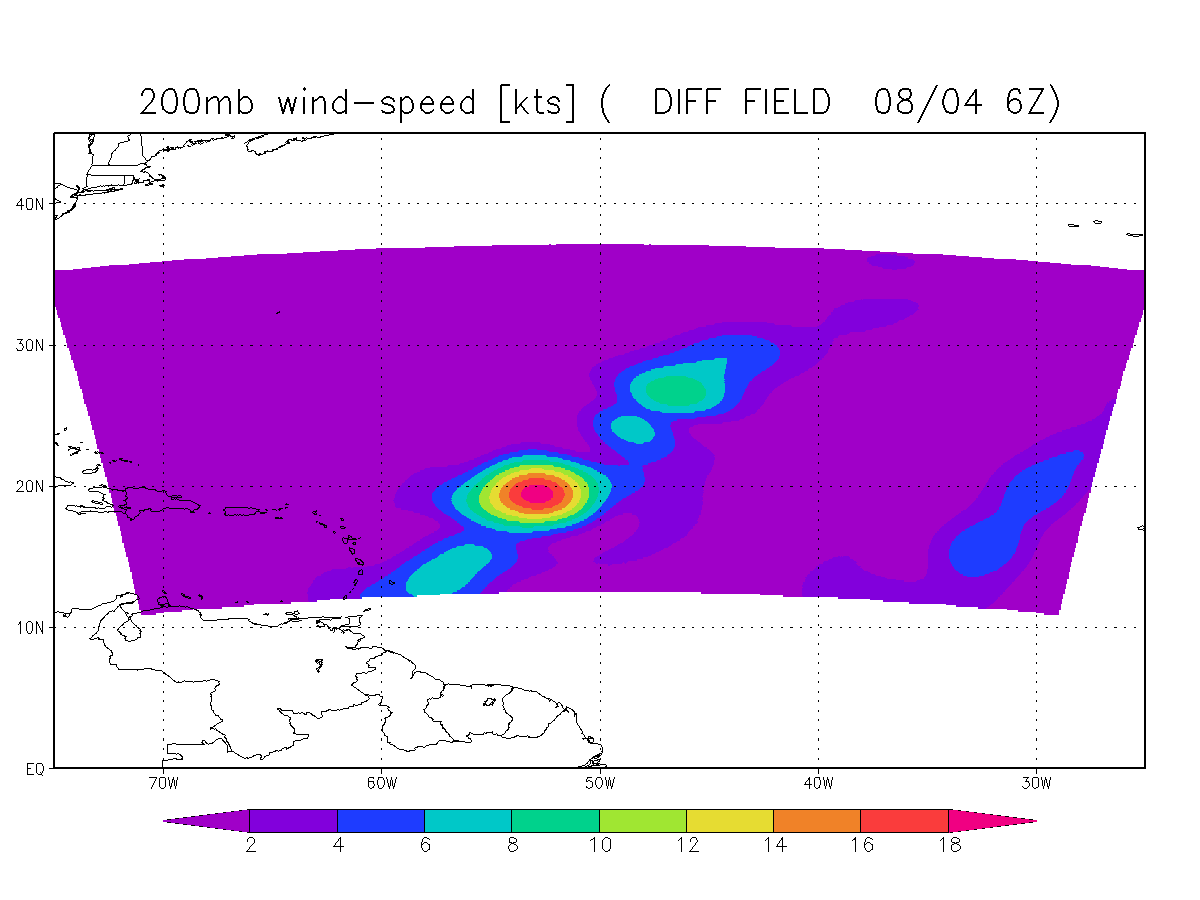 200mb wind-speed [kts] (  DIFF FIELD  08/04 6Z)
40N
30N
20N
10N
EQ
70W 60W 50W 40W 30W
2 4 6 8 10 12 14 16 18